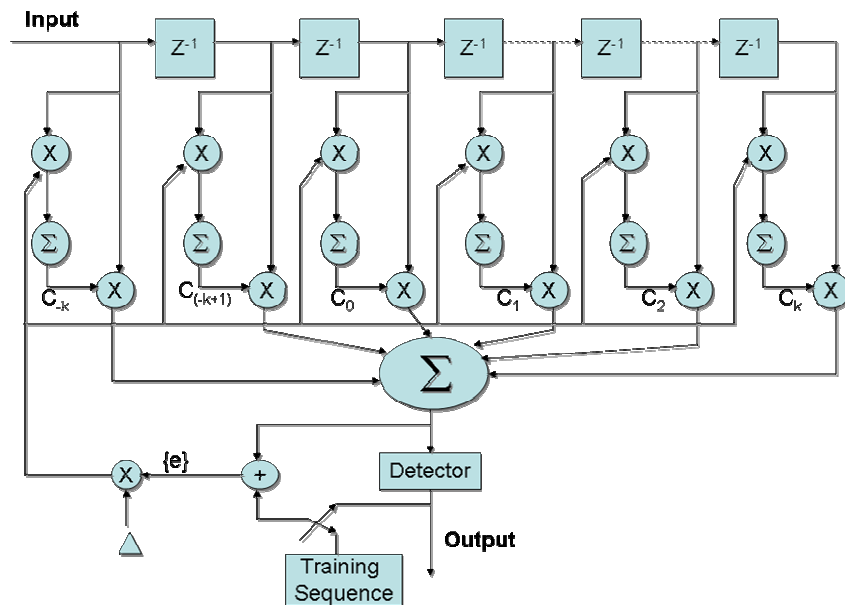 Input
Z⁻¹ Z⁻¹ Z⁻¹ Z⁻¹ Z⁻¹
X X X X X X
Σ Σ Σ Σ Σ Σ
C₋ₖ X C₍₋ₖ₊₁₎ X C₀ X C₁ X C₂ X Cₖ X
Σ
X {e} + Detector
Output
Training
Sequence